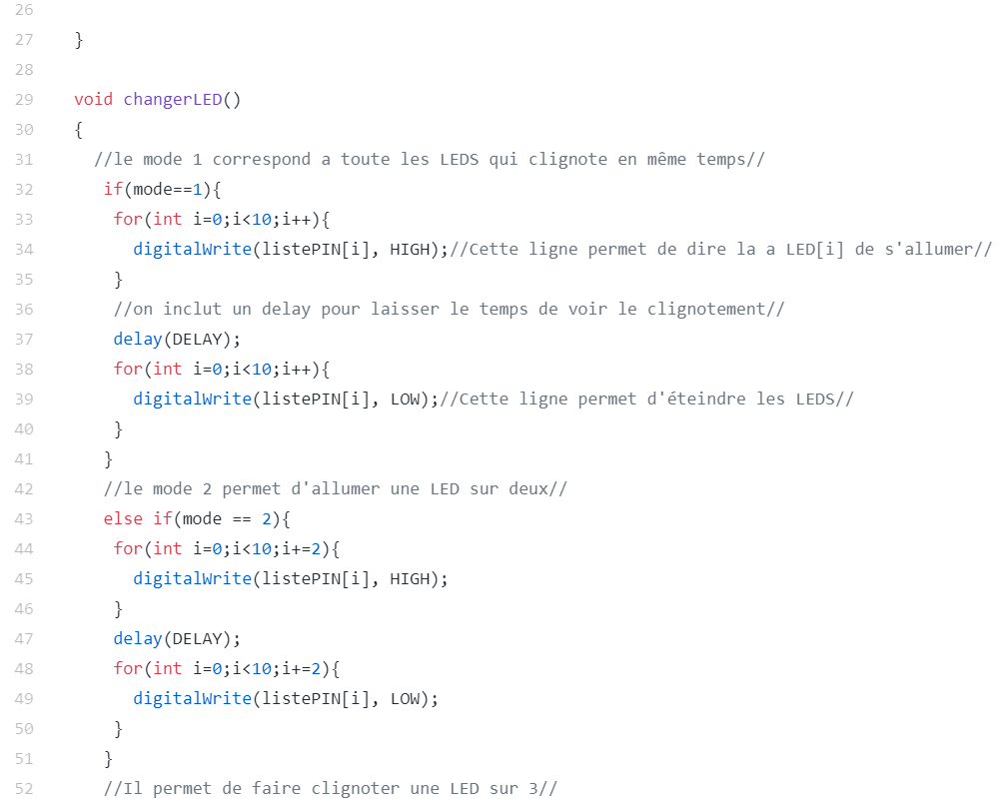 26
27 }
28
29 void changerLED()
30 {
31 //le mode 1 correspond a toute les LEDS qui clignote en même temps//
32 if(mode==1){
33 for(int i=0;i<10;i++){
34 digitalWrite(listePIN[i], HIGH);//Cette ligne permet de dire la a LED[i] de s'allumer//
35 }
36 //on inclut un delay pour laisser le temps de voir le clignotement//
37 delay(DELAY);
38 for(int i=0;i<10;i++){
39 digitalWrite(listePIN[i], LOW);//Cette ligne permet d'éteindre les LEDS//
40 }
41 }
42 //le mode 2 permet d'allumer une LED sur deux//
43 else if(mode == 2){
44 for(int i=0;i<10;i+=2){
45 digitalWrite(listePIN[i], HIGH);
46 }
47 delay(DELAY);
48 for(int i=0;i<10;i+=2){
49 digitalWrite(listePIN[i], LOW);
50 }
51 }
52 //Il permet de faire clignoter une LED sur 3//